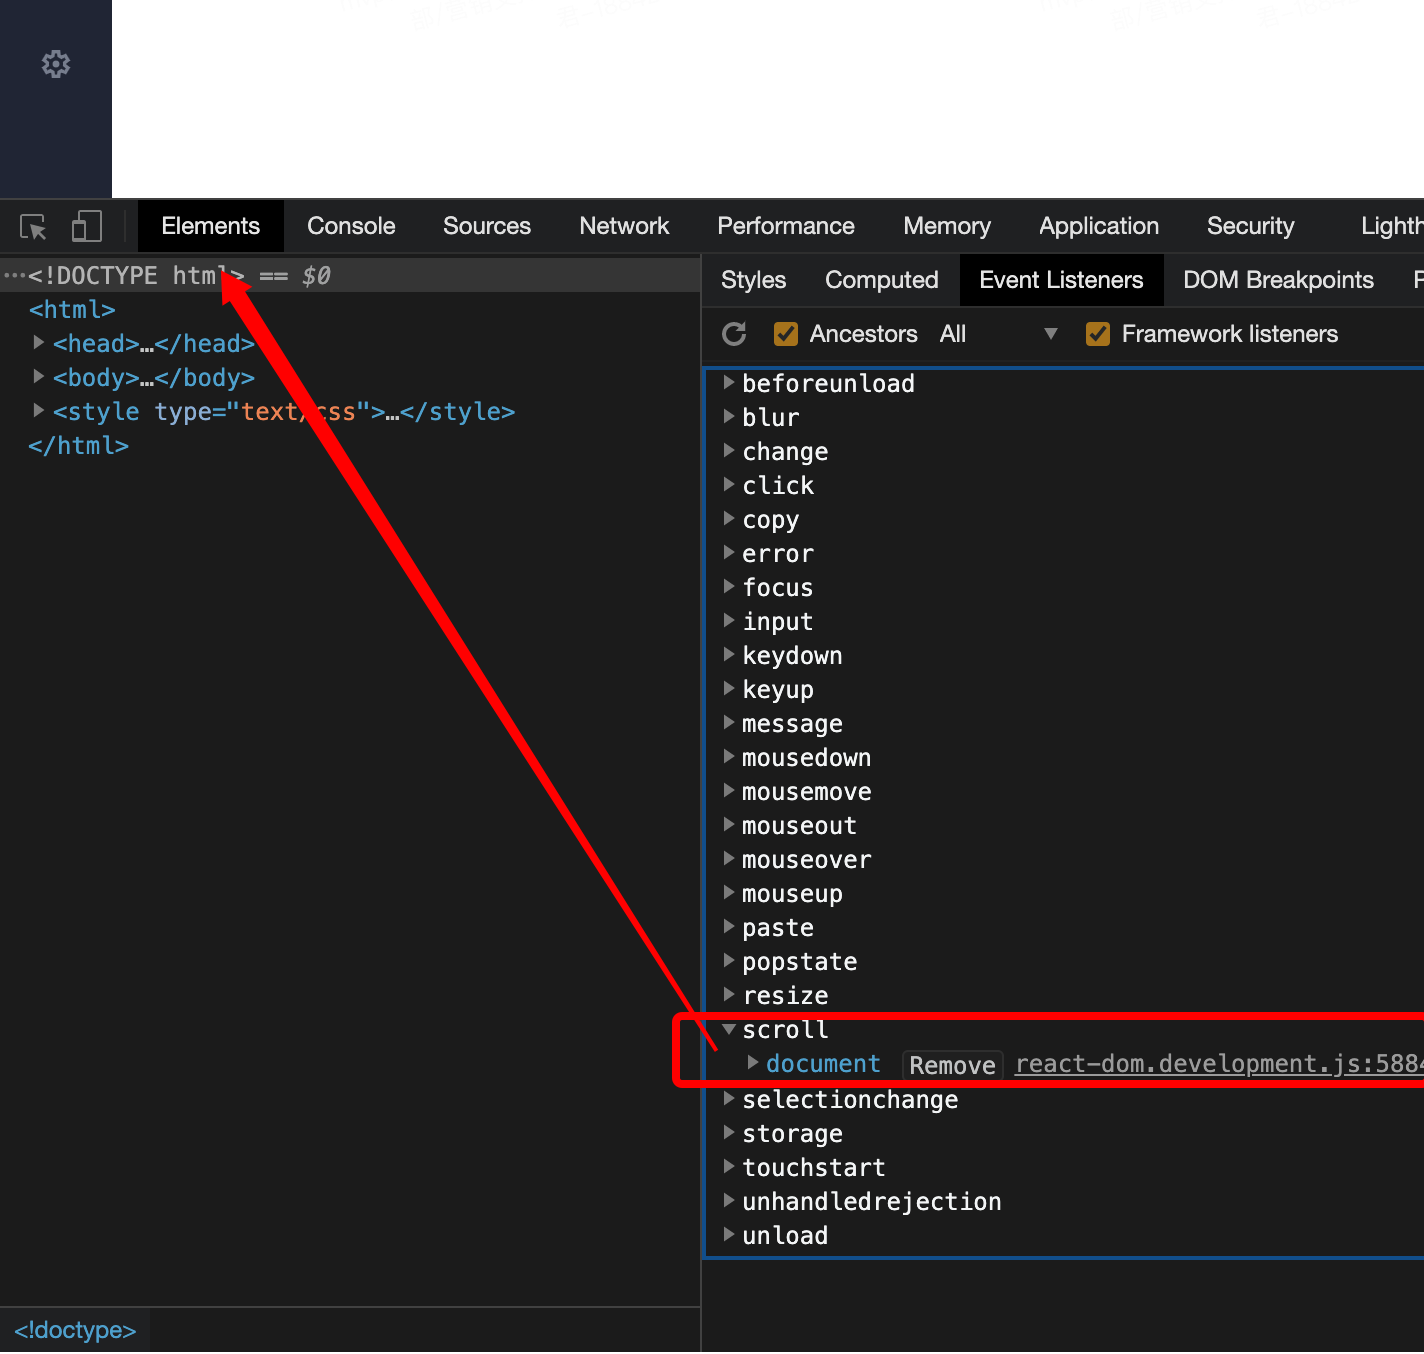 Elements Console Sources Network Performance Memory Application Security Lighth
⋯<!DOCTYPE html> == $0
<html>
<head>…</head>
<body>…</body>
<style type="text/css">…</style>
</html>
<!doctype>
Styles Computed Event Listeners DOM Breakpoints
Ancestors All Framework listeners
beforeunload
blur
change
click
copy
error
focus
input
keydown
keyup
message
mousedown
mousemove
mouseout
mouseover
mouseup
paste
popstate
resize
scroll
document Remove react-dom.development.js:5884
selectionchange
storage
touchstart
unhandledrejection
unload